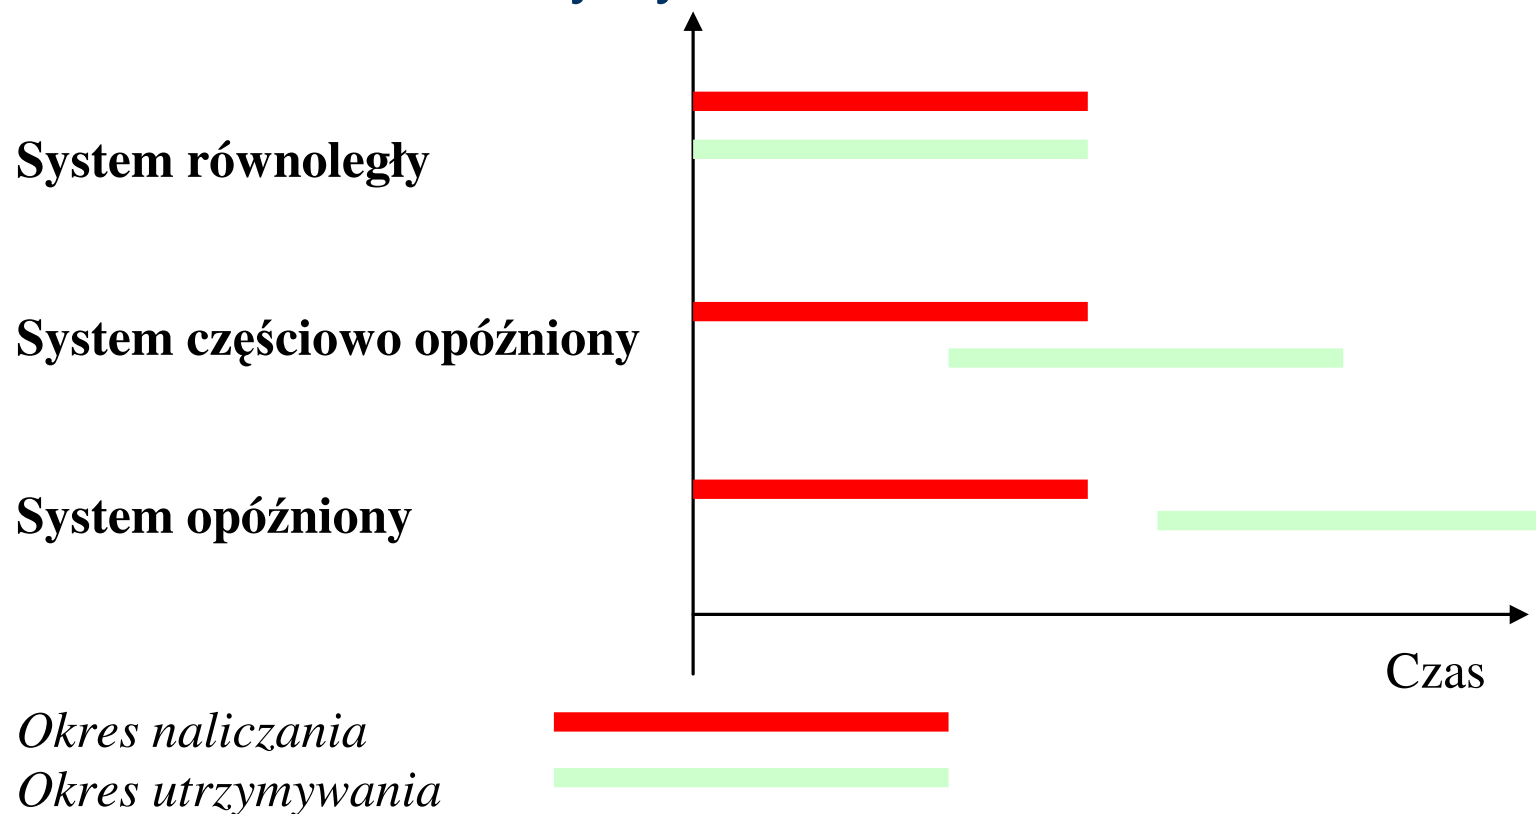 System równoległy
System częściowo opóźniony
System opóźniony
Czas
Okres naliczania
Okres utrzymywania